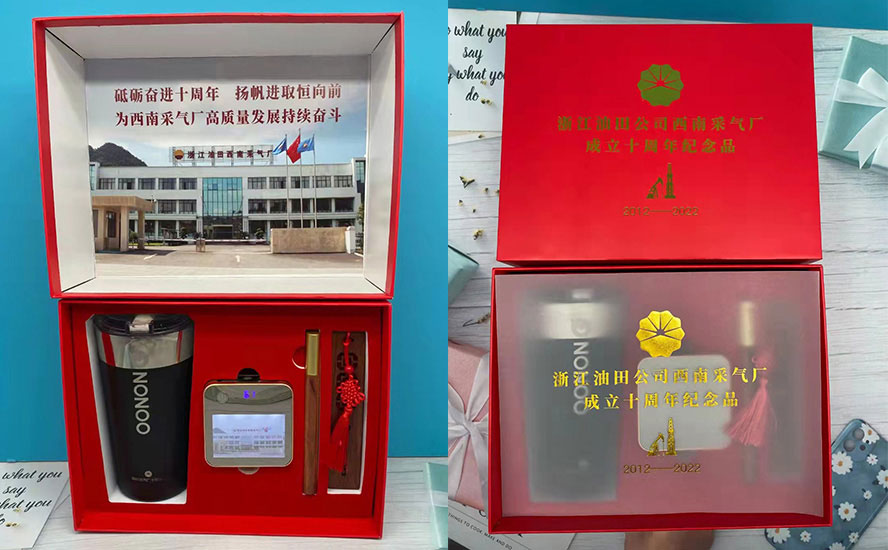 砥砺奋进十周年 扬帆进取恒向前
为西南采气厂高质量发展持续奋斗
浙江油田西南采气厂
OONOO
what you
say
what you
do
what you
say
what you
do
浙江油田公司西南采气厂
成立十周年纪念品
2012——2022
OONOO
浙江油田公司西南采气厂
成立十周年纪念品
2012——2022